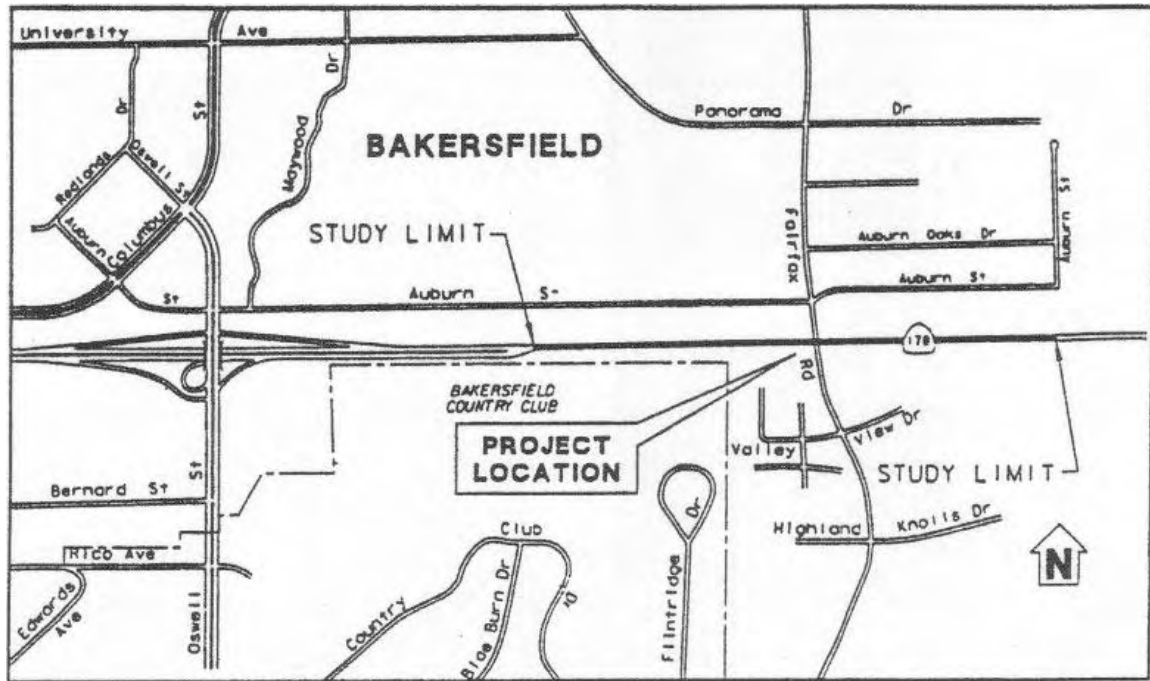 University Ave
Dr
St
Maywood Dr
BAKERSFIELD
Panorama Dr
Redlands
Oswell St
Auburn
Columbus
STUDY LIMIT
Fairfax
Auburn Oaks Dr
Auburn St
St
Auburn St
Auburn St
178
RD
BAKERSFIELD
COUNTRY CLUB
PROJECT
LOCATION
Valley View Dr
STUDY LIMIT
St
Bernard St
Rico Ave
Edwards
Ave
Oswell
Country Club Dr
Bloe Burn Dr
Flintridge Dr
Highland Knolls Dr
N